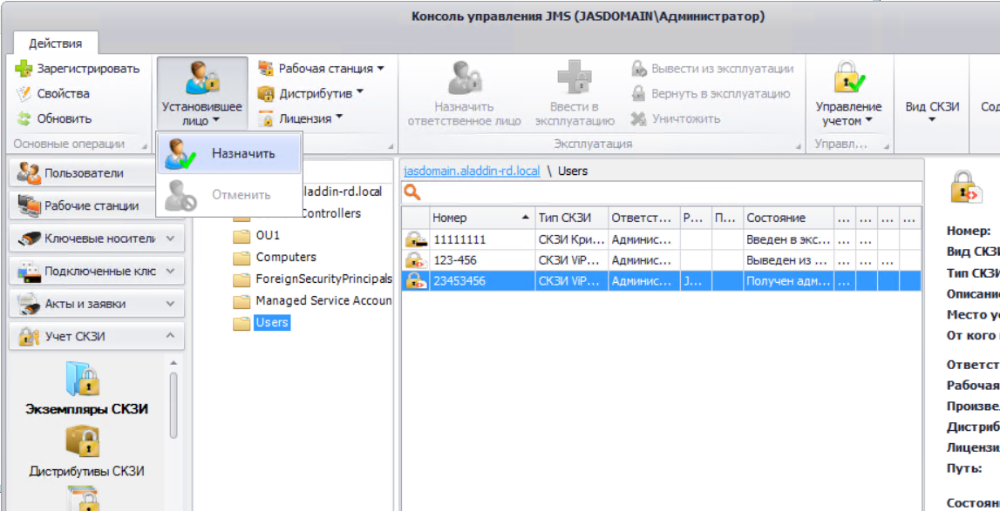 Консоль управления JMS (JASDOMAIN\Администратор)
Действия
Зарегистрировать
Свойства
Обновить
Основные операции
Установившее
лицо
Рабочая станция
Дистрибутив
Лицензия
Назначить
ответственное лицо
Ввести в
эксплуатацию
Вывести из эксплуатации
Вернуть в эксплуатацию
Уничтожить
Эксплуатация
Управление
учетом
Управл...
Вид СКЗИ
Сод
Назначить
Отменить
Пользователи
Рабочие станции
Ключевые носители
Подключенные клю
Акты и заявки
Учет СКЗИ
Экземпляры СКЗИ
Дистрибутивы СКЗИ
laddin-rd.local
Controllers
OU1
Computers
ForeignSecurityPrincipals
Managed Service Accoun
Users
jasdomain.aladdin-rd.local \ Users
Номер Тип СКЗИ Ответст... Р... П... Состояние ... ... ... ...
11111111 СКЗИ Кри... Админис... Введен в экс... ... ...
123-456 СКЗИ ViP... Админис... Выведен из ... ... ... ...
23453456 СКЗИ ViP... Админис... J... Получен адм... ...
Номер:
Вид СКЗИ
Тип СКЗИ
Описание
Место ус
От кого
Ответст
Рабочая
Произве
Дистриб
Лицензия
Путь:
Состоян